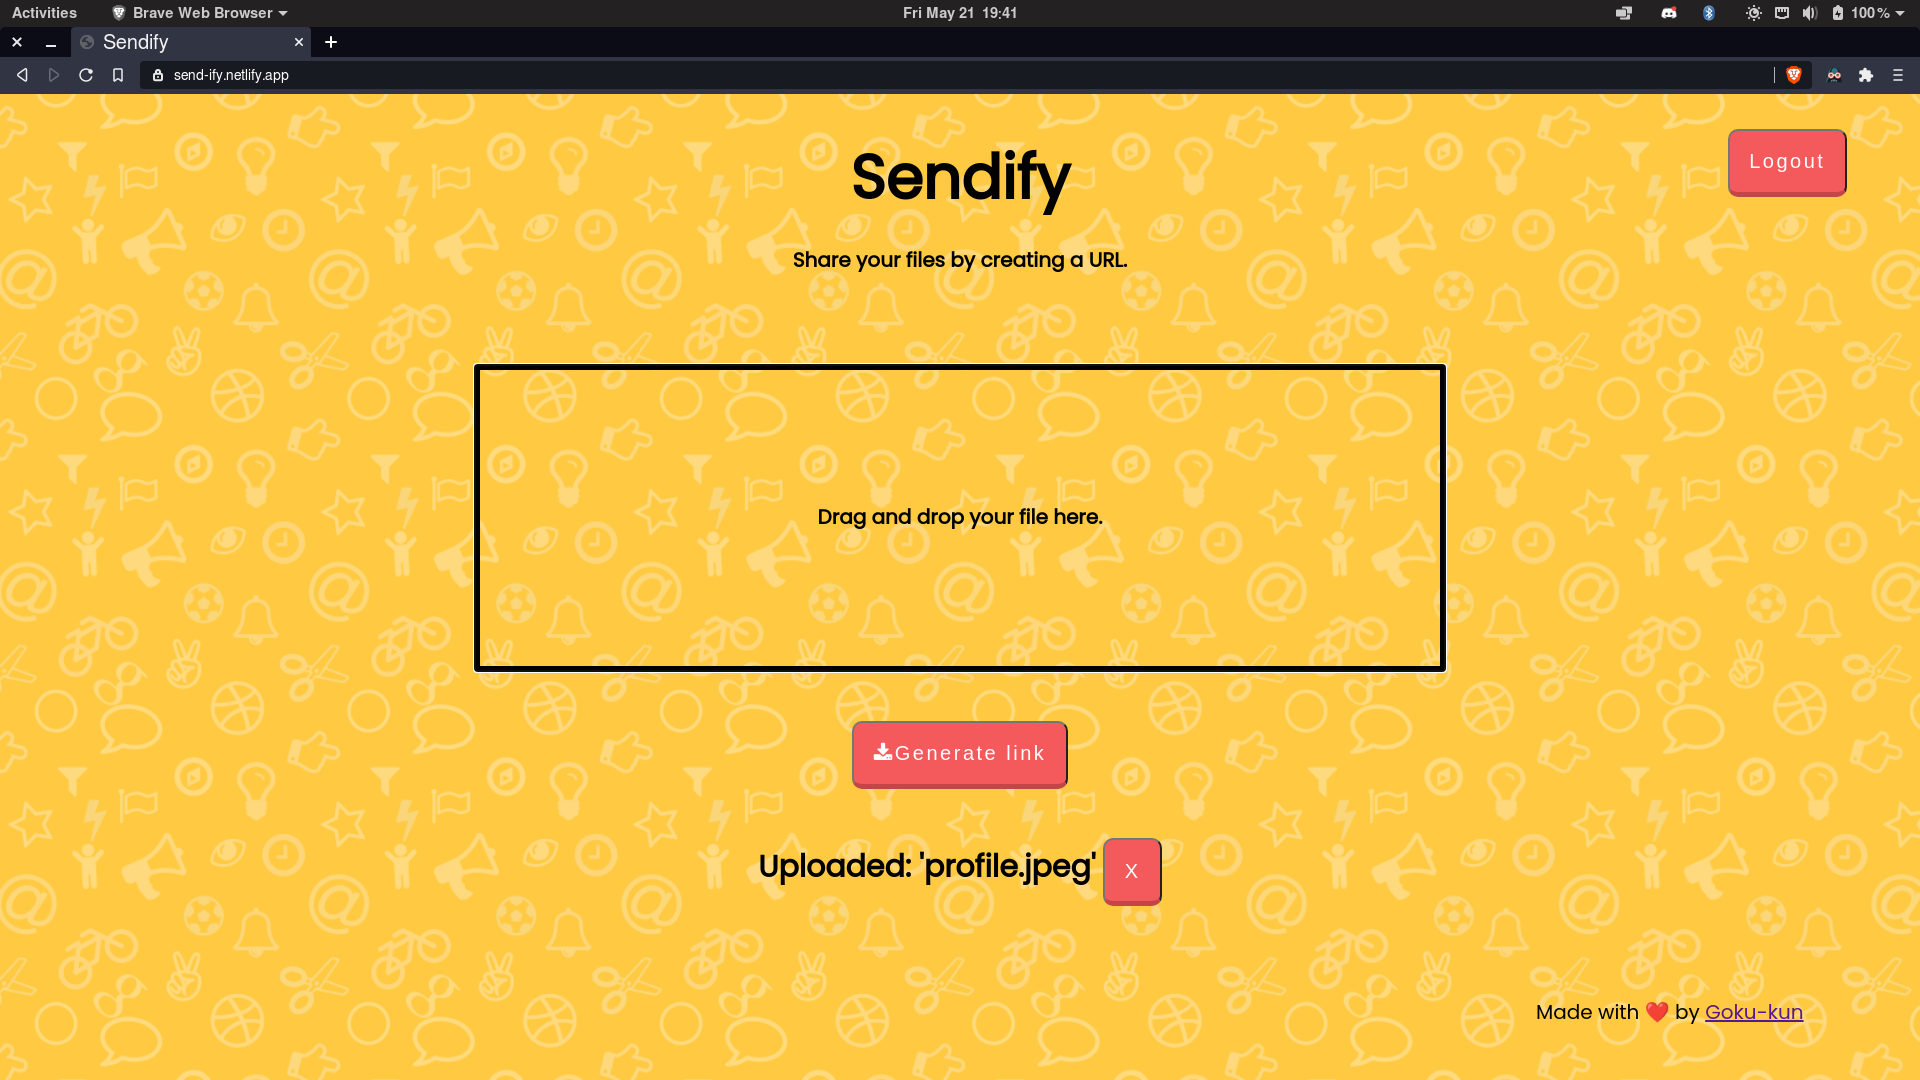 Activities Brave Web Browser Fri May 21 19:41 100%
Sendify
send-ify.netlify.app
Sendify
Logout
Share your files by creating a URL.
Drag and drop your file here.
Generate link
Uploaded: 'profile.jpeg' X
Made with ❤️ by Goku-kun